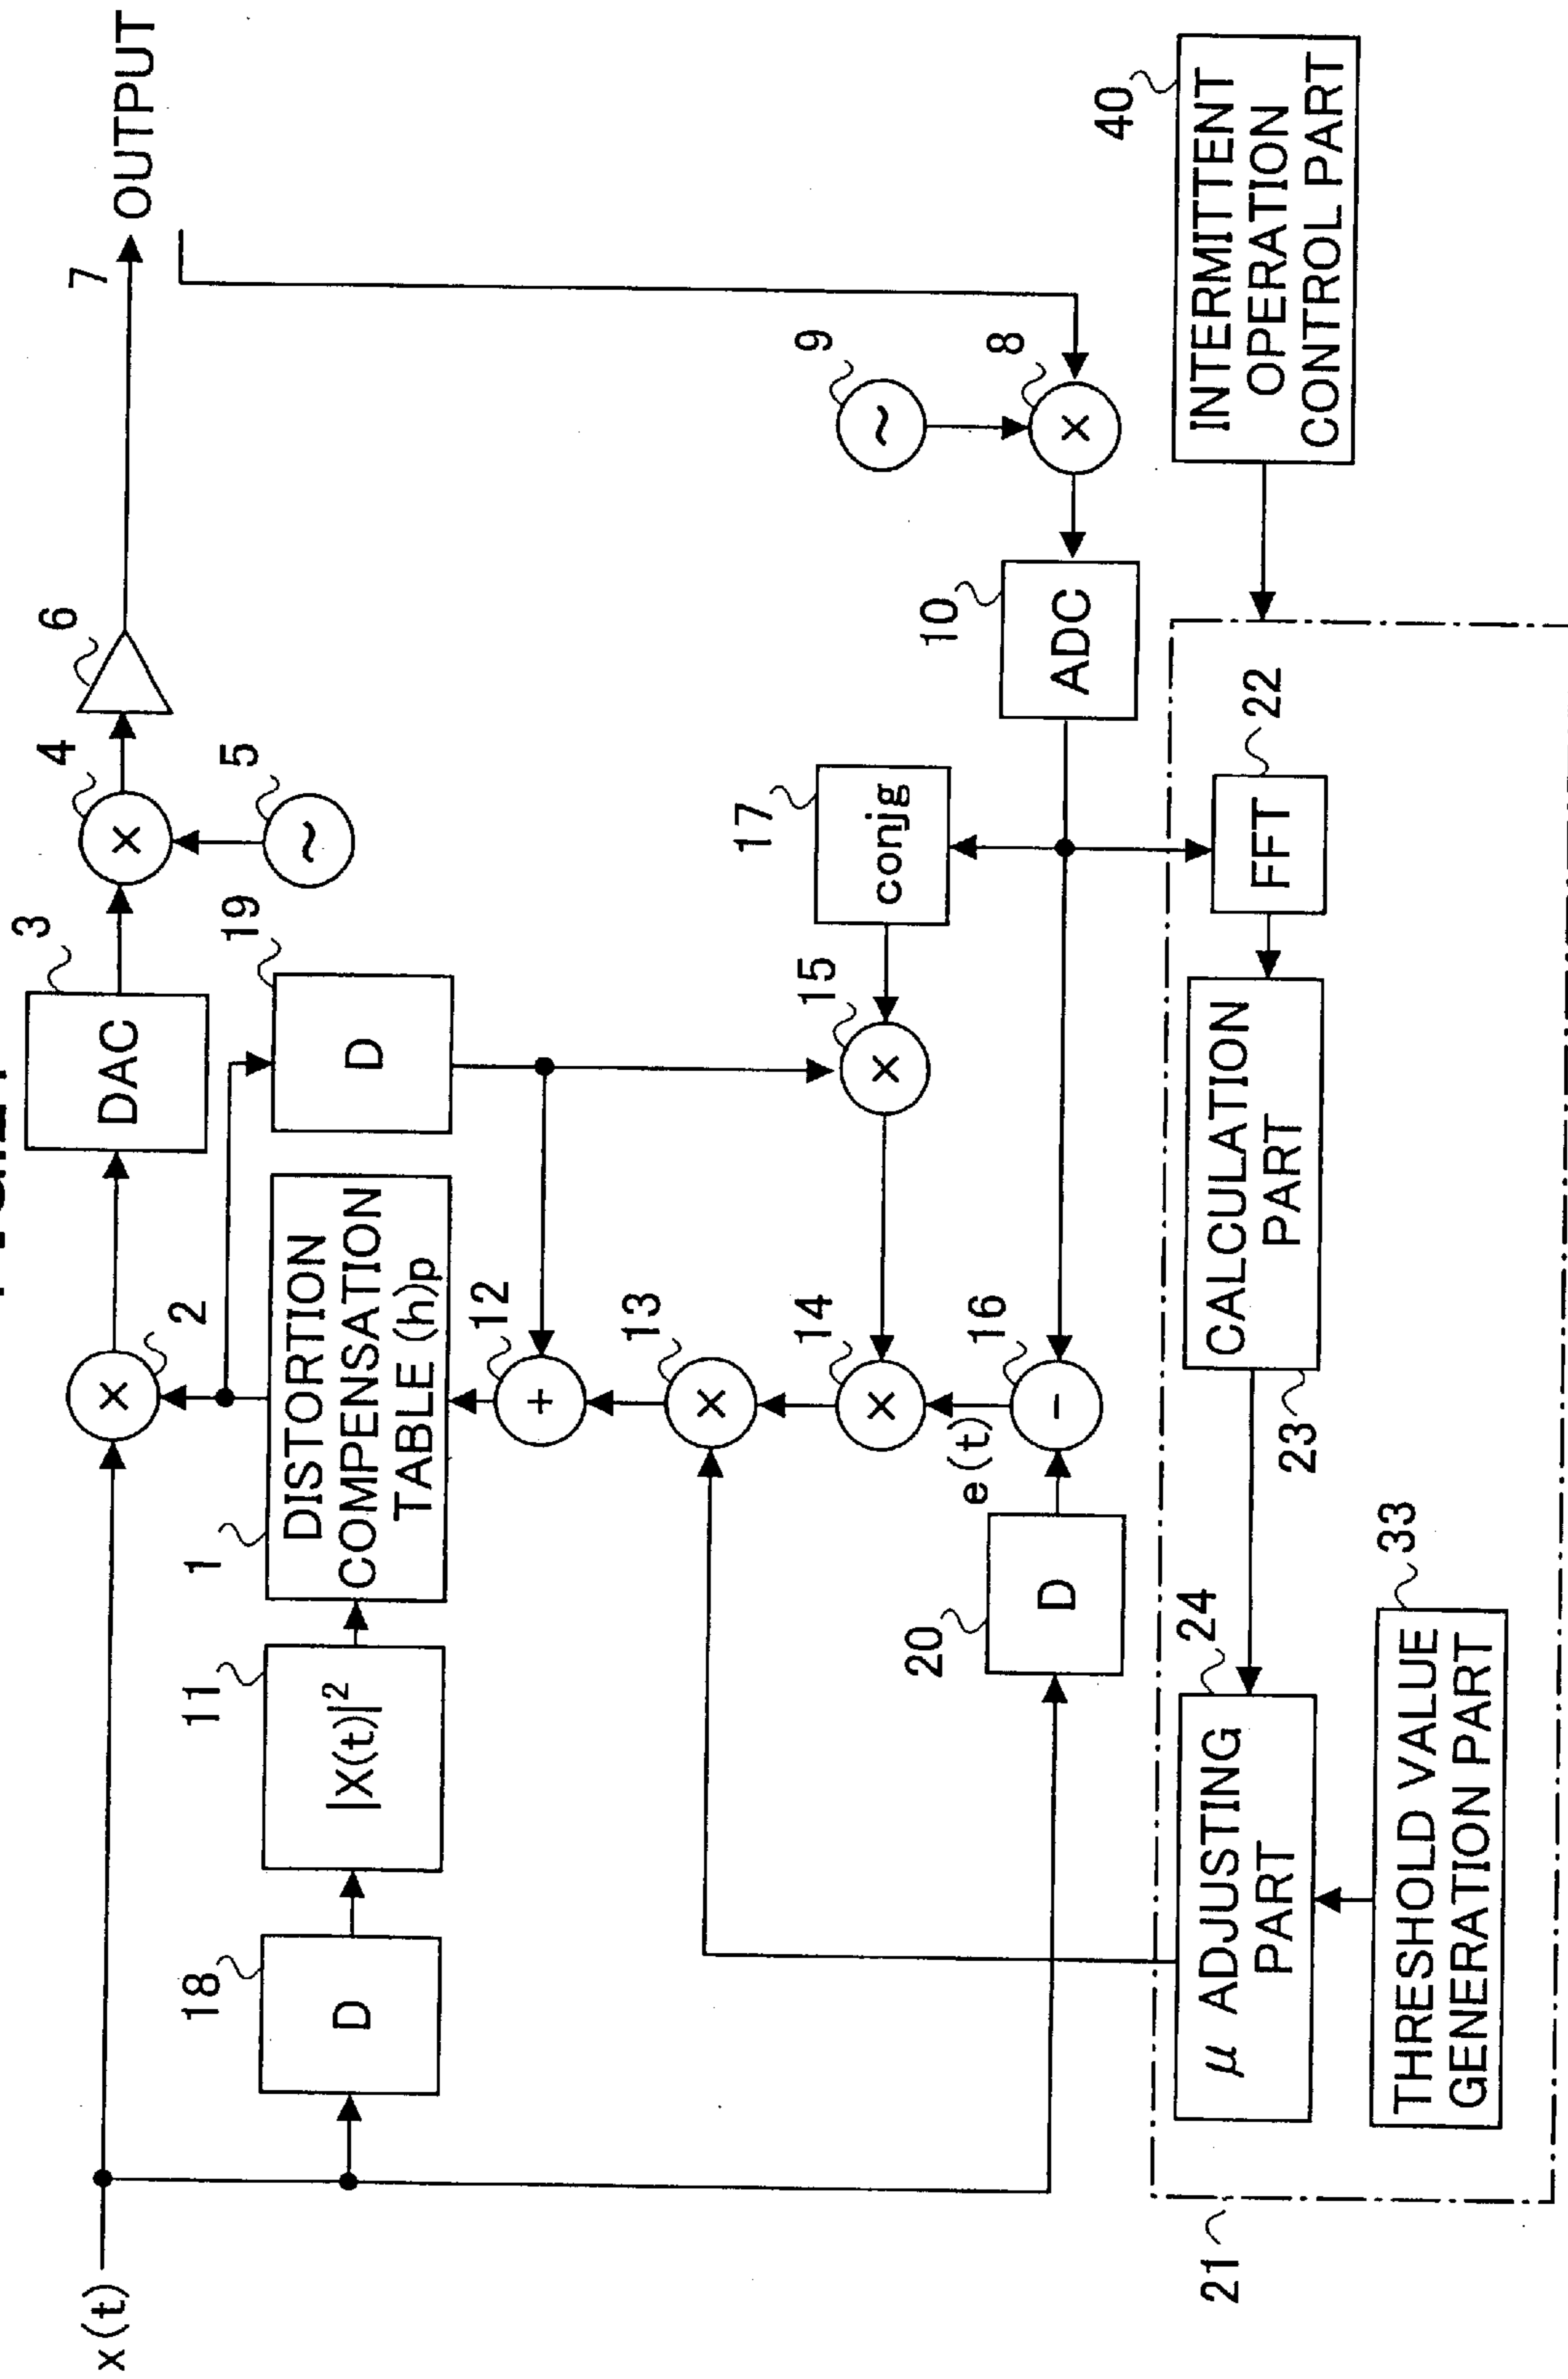 x(t)
2
3
DAC
4
5
6
7
OUTPUT
18
D
11
|X(t)|²
1
DISTORTION
COMPENSATION
TABLE (h)p
19
D
12
13
14
15
17
conjg
16
e(t)
20
D
10
ADC
9
8
40
INTERMITTENT
OPERATION
CONTROL PART
21
24
μ ADJUSTING
PART
33
THRESHOLD VALUE
GENERATION PART
23
CALCULATION
PART
22
FFT